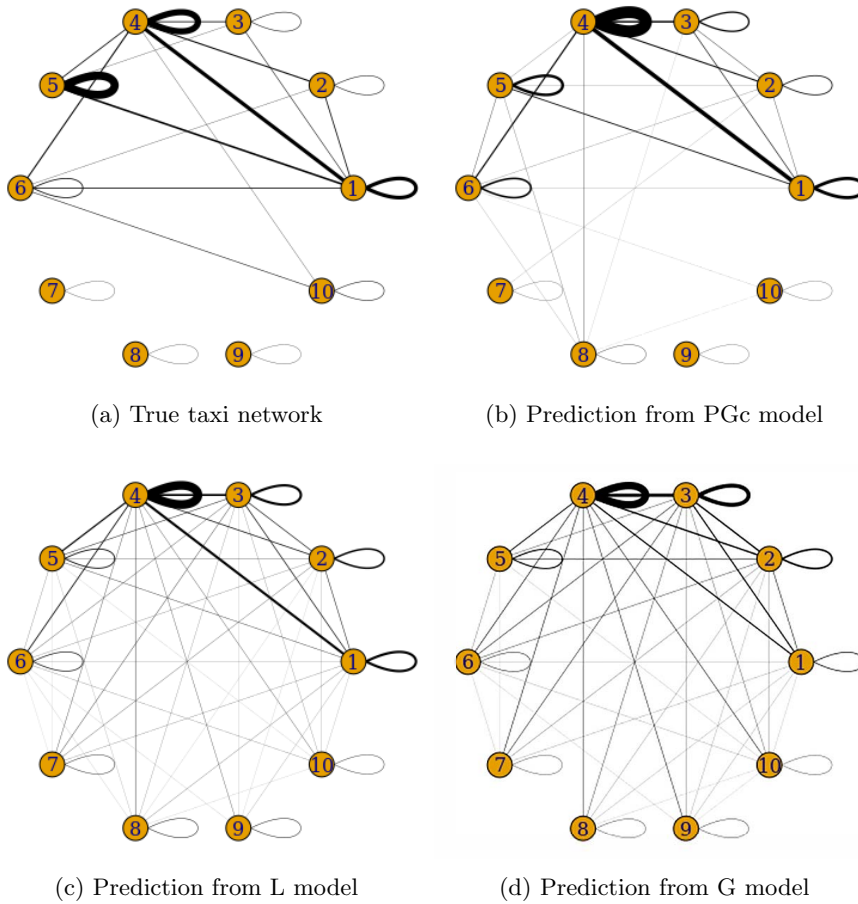 4 3 4 3
5 2 5 2
6 1 6 1
7 10 7 10
8 9 8 9
(a) True taxi network (b) Prediction from PGc model
4 3 4 3
5 2 5 2
6 1 6 1
7 10 7 10
8 9 8 9
(c) Prediction from L model (d) Prediction from G model